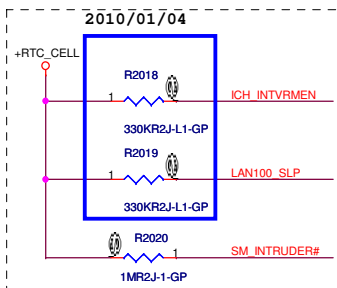 2010/01/04
+RTC_CELL
R2018
1
ICH_INTVRMEN
330KR2J-L1-GP
R2019
1
LAN100_SLP
330KR2J-L1-GP
R2020
1
SM_INTRUDER#
1MR2J-1-GP